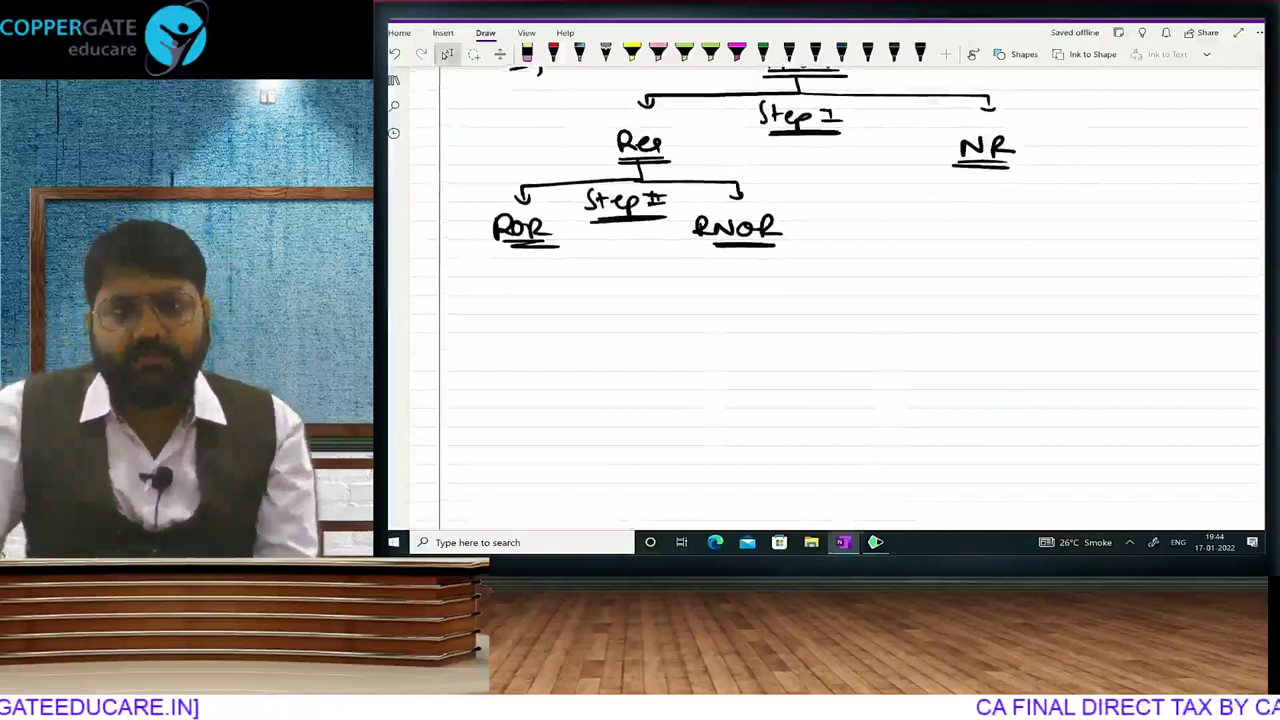 COPPERGATE
educare
Home Insert Draw View Help
Saved offline
Share
Shapes
Ink to Shape
Ink to Text
Step I
Res
NR
Step II
ROR
RNOR
Type here to search
26°C Smoke
ENG
19:44
17-01-2022
GATEEDUCARE.IN]
CA FINAL DIRECT TAX BY CA